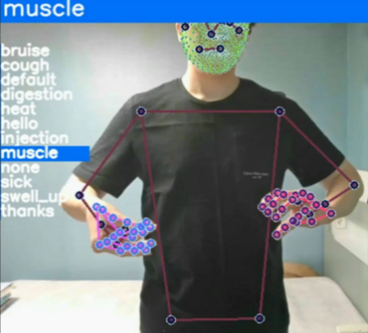 muscle
bruise
cough
default
digestion
heat
hello
injection
muscle
none
sick
swell_up
thanks